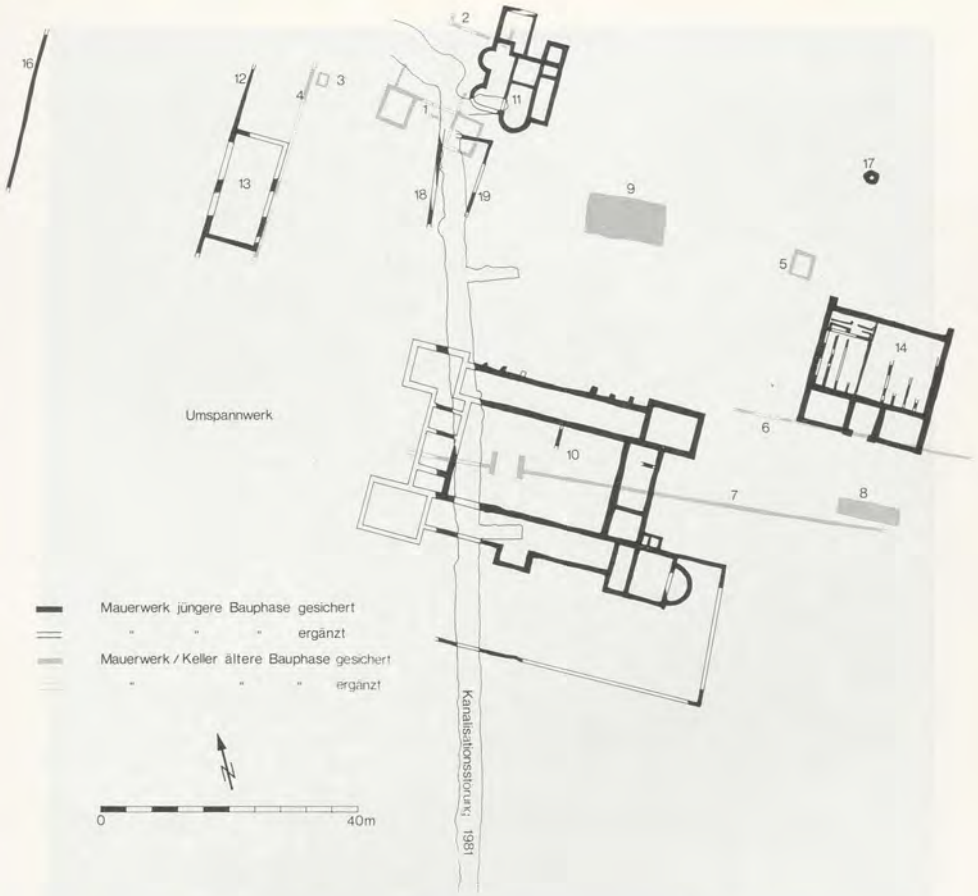 2
16
12
4
3
1
11
17
13
18
19
9
5
14
Umspannwerk
6
10
7
8
Mauerwerk jüngere Bauphase gesichert
" " " ergänzt
Mauerwerk / Keller ältere Bauphase gesichert
" " " ergänzt
Kanalisationsstörung 1981
0 40m